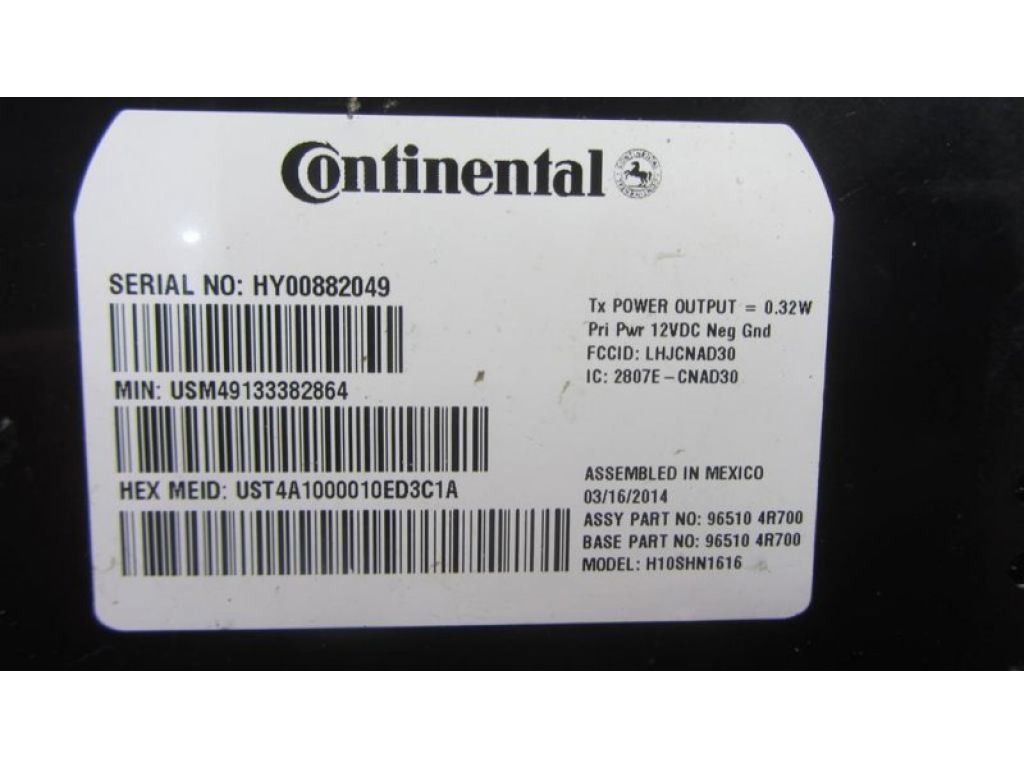 Continental
SERIAL NO: HY00882049
MIN: USM49133382864
HEX MEID: UST4A1000010ED3C1A
Tx POWER OUTPUT = 0.32W
Pri Pwr 12VDC Neg Gnd
FCCID: LHJCNAD30
IC: 2807E-CNAD30
ASSEMBLED IN MEXICO
03/16/2014
ASSY PART NO: 96510 4R700
BASE PART NO: 96510 4R700
MODEL: H10SHN1616